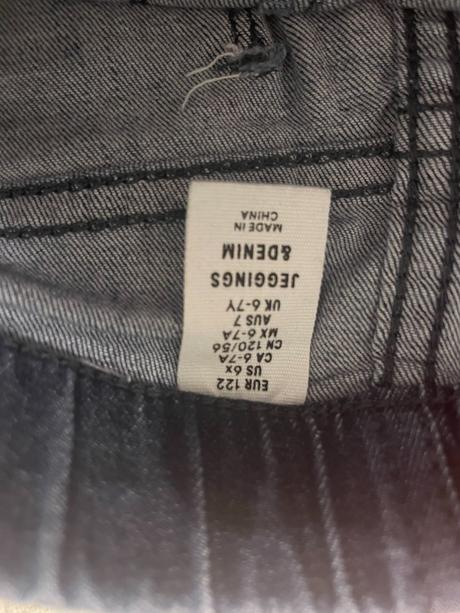 EUR 122
US 6x
CA 6-7A
CN 120/56
MX 6-7A
AUS 7
UK 6-7Y
JEGGINGS
&DENIM
MADE IN
CHINA